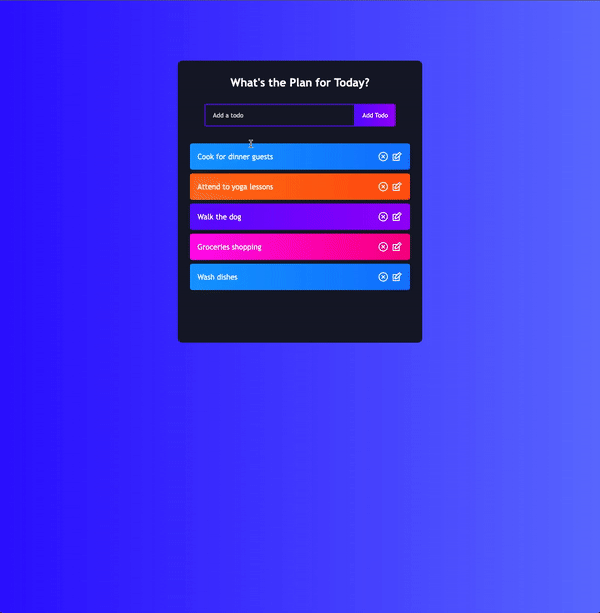 What's the Plan for Today?
Add a todo
Add Todo
Cook for dinner guests
Attend to yoga lessons
Walk the dog
Groceries shopping
Wash dishes